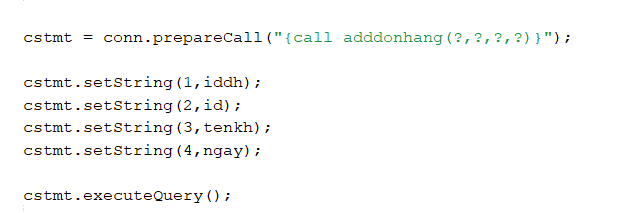 cstmt = conn.prepareCall("{call adddonhang(?,?,?,?)}");
cstmt.setString(1,iddh);
cstmt.setString(2,id);
cstmt.setString(3,tenkh);
cstmt.setString(4,ngay);
cstmt.executeQuery();